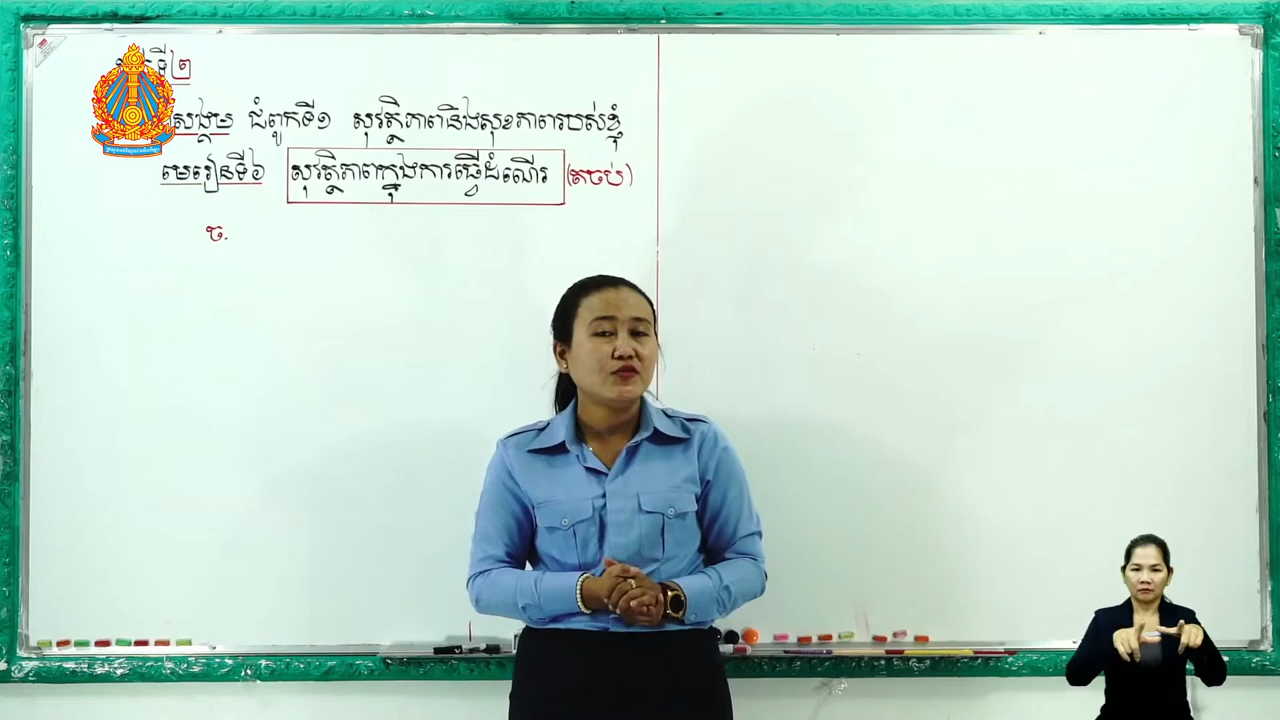 ទី២
សង្គម ជំពូកទី១ សុវត្ថិភាពនិងសុខភាពរបស់ខ្ញុំ
មេរៀនទី៦ សុវត្ថិភាពក្នុងការធ្វើដំណើរ (តចប់)
ច.